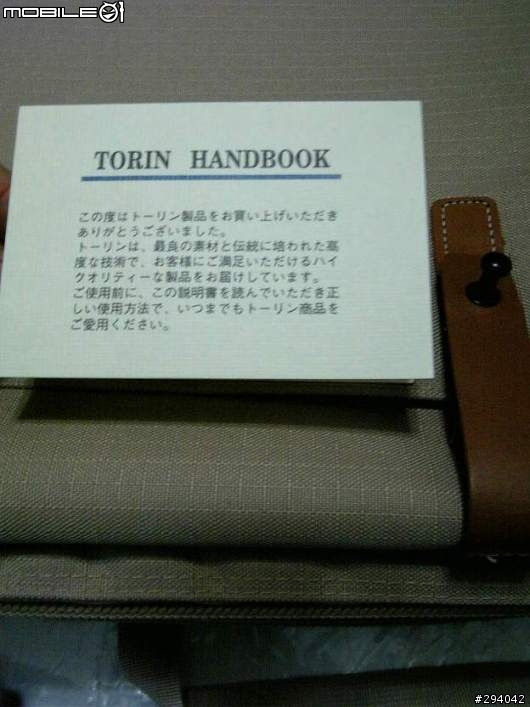 MOBILE01
TORIN HANDBOOK
この度はトーリン製品をお買い上げいただき
ありがとうございました。
トーリンは、最良の素材と伝統に培われた高
度な技術で、お客様にご満足いただけるハイ
クオリティーな製品をお届けしています。
ご使用前に、この説明書を読んでいただき正
しい使用方法で、いつまでもトーリン商品を
ご愛用ください。
#294042